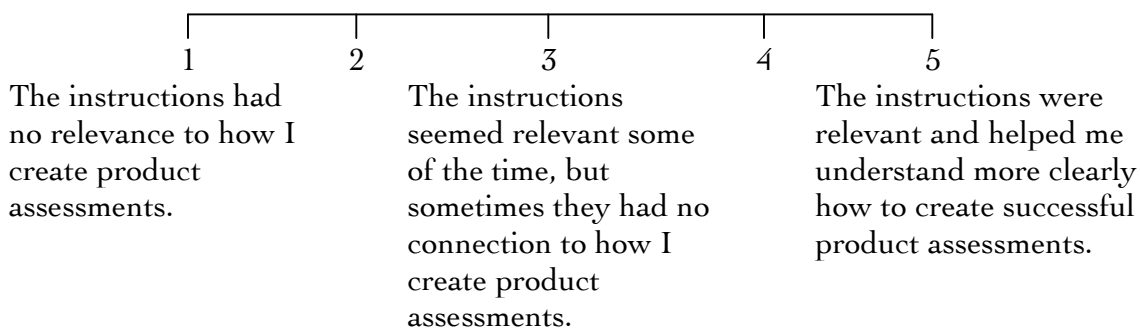 1 2 3 4 5
The instructions had
no relevance to how I
create product
assessments.
The instructions
seemed relevant some
of the time, but
sometimes they had no
connection to how I
create product
assessments.
The instructions were
relevant and helped me
understand more clearly
how to create successful
product assessments.